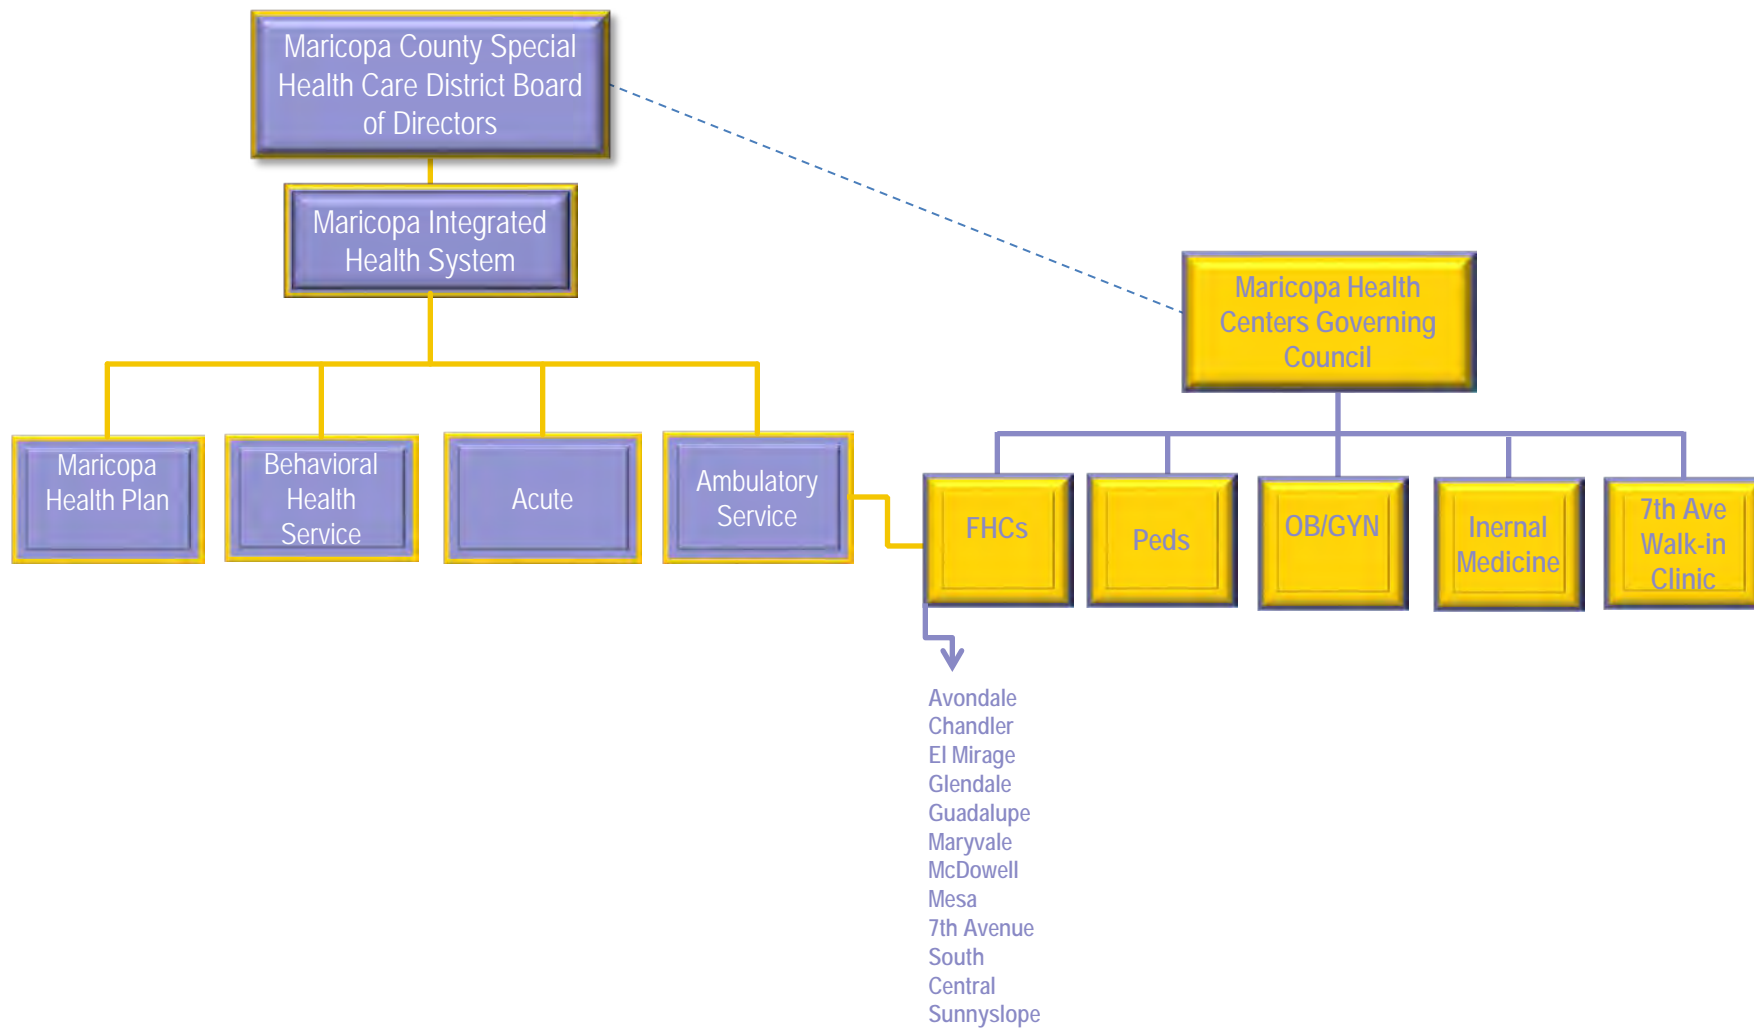 Maricopa County Special
Health Care District Board
of Directors
Maricopa Integrated
Health System
Maricopa Health
Centers Governing
Council
Maricopa
Health Plan
Behavioral
Health
Service
Acute
Ambulatory
Service
FHCs
Peds
OB/GYN
Inernal
Medicine
7th Ave
Walk-in
Clinic
Avondale
Chandler
El Mirage
Glendale
Guadalupe
Maryvale
McDowell
Mesa
7th Avenue
South
Central
Sunnyslope